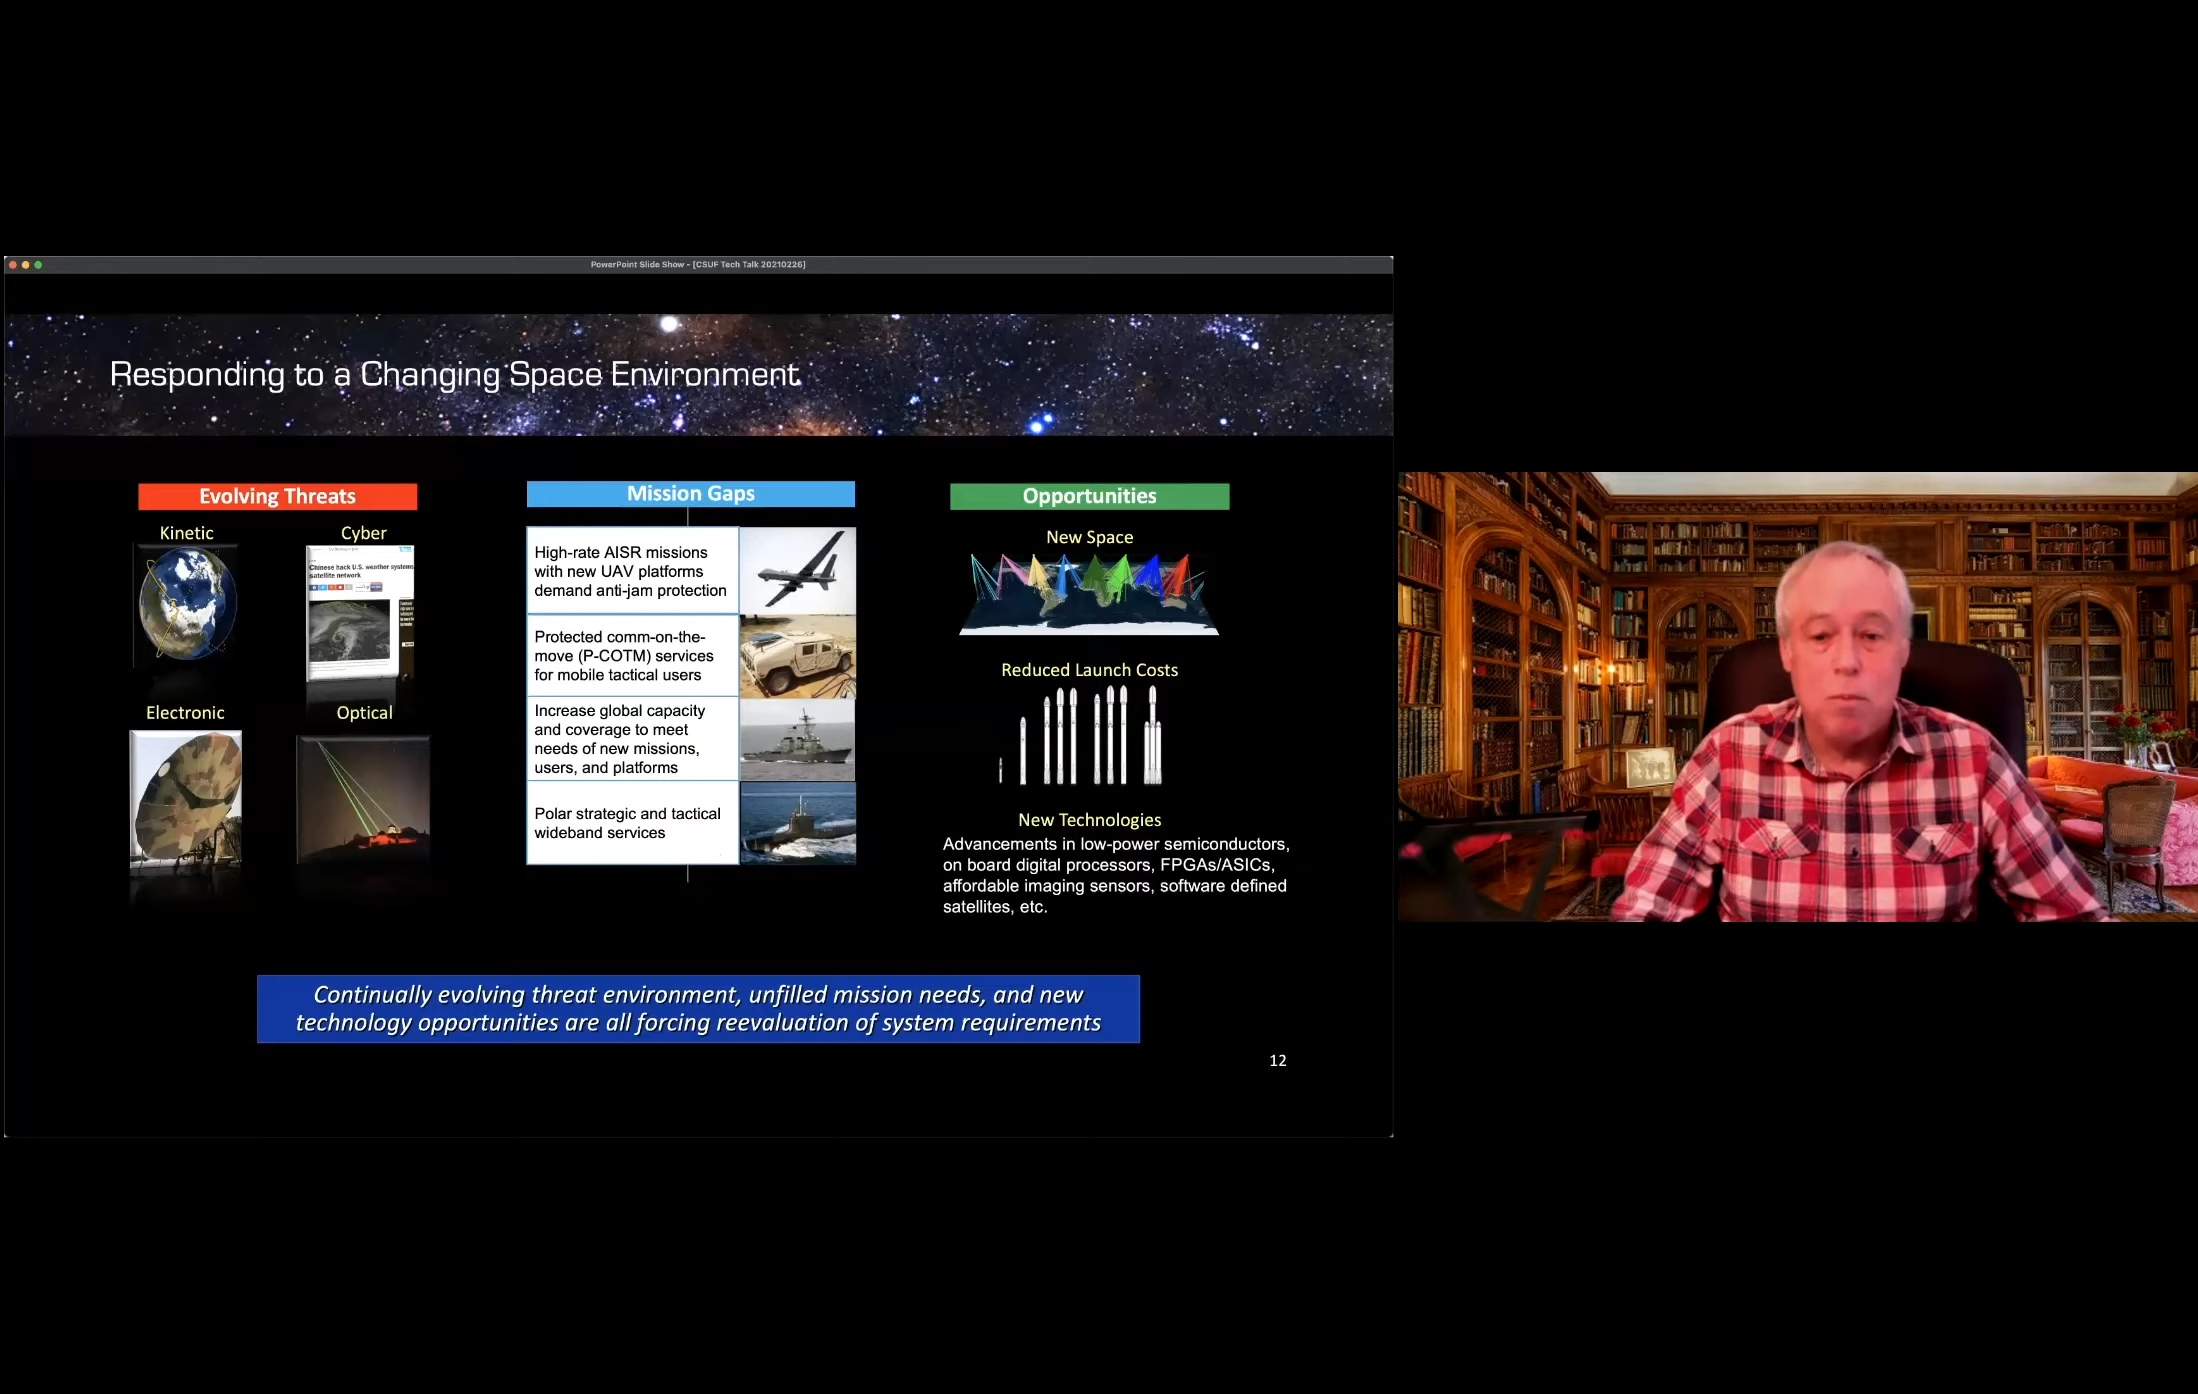 PowerPoint Slide Show - [CSUF Tech Talk 20210226]
Responding to a Changing Space Environment
Evolving Threats
Kinetic
Cyber
Chinese hack U.S. weather systems
satellite network
Electronic
Optical
Mission Gaps
High-rate AISR missions
with new UAV platforms
demand anti-jam protection
Protected comm-on-the-
move (P-COTM) services
for mobile tactical users
Increase global capacity
and coverage to meet
needs of new missions,
users, and platforms
Polar strategic and tactical
wideband services
Opportunities
New Space
Reduced Launch Costs
New Technologies
Advancements in low-power semiconductors,
on board digital processors, FPGAs/ASICs,
affordable imaging sensors, software defined
satellites, etc.
Continually evolving threat environment, unfilled mission needs, and new
technology opportunities are all forcing reevaluation of system requirements
12